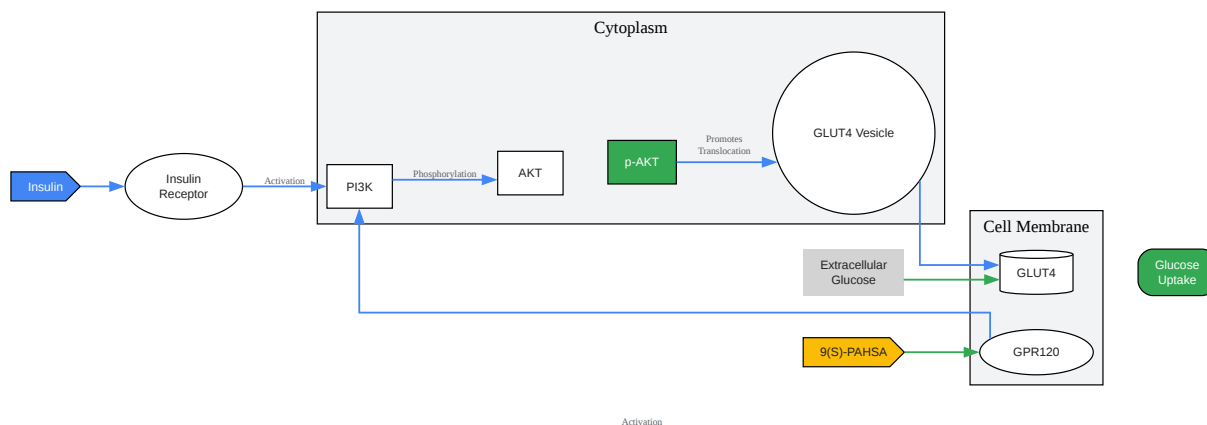 Cytoplasm
GLUT4 Vesicle
Promotes
Translocation
p-AKT
Insulin
Insulin
Receptor
Activation
PI3K
Phosphorylation
AKT
Cell Membrane
Extracellular
Glucose
GLUT4
Glucose
Uptake
9(S)-PAHSA
GPR120
Activation